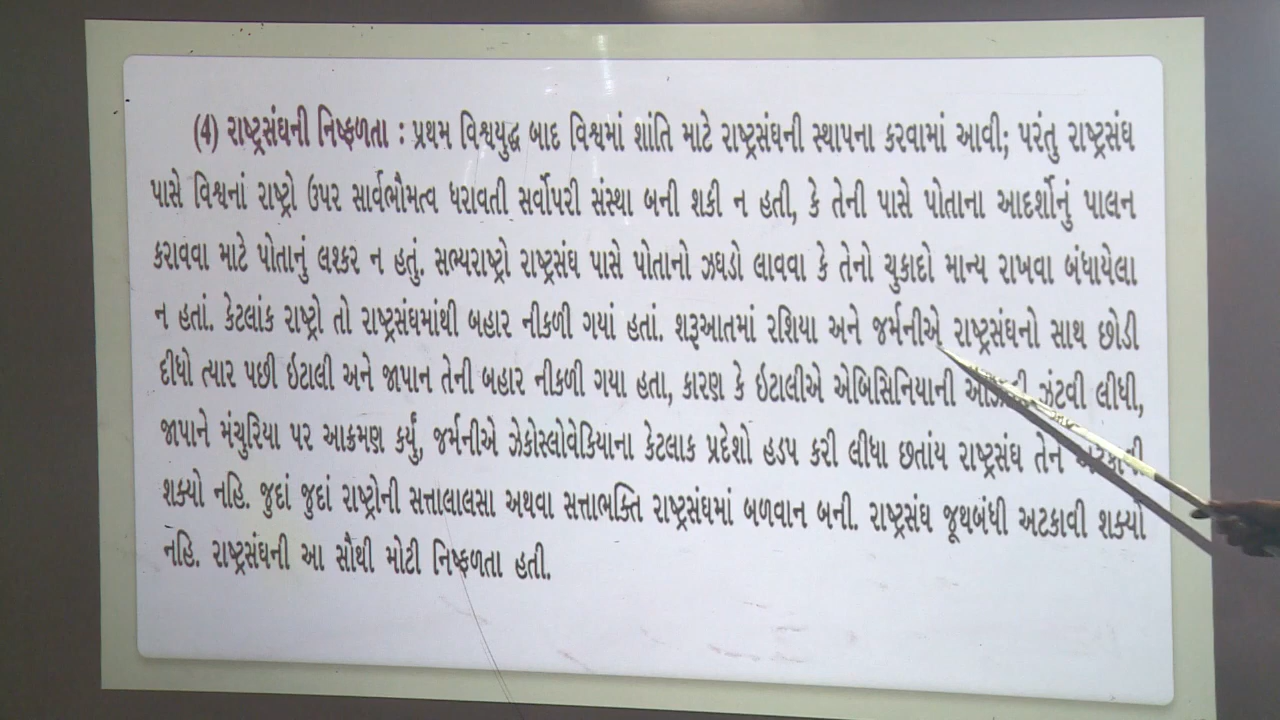 (4) રાષ્ટ્રસંઘની નિષ્ફળતા : પ્રથમ વિશ્વયુદ્ધ બાદ વિશ્વમાં શાંતિ માટે રાષ્ટ્રસંઘની સ્થાપના કરવામાં આવી; પરંતુ રાષ્ટ્રસંઘ
પાસે વિશ્વનાં રાષ્ટ્રો ઉપર સાર્વભૌમત્વ ધરાવતી સર્વોપરી સંસ્થા બની શકી ન હતી, કે તેની પાસે પોતાના આદર્શોનું પાલન
કરાવવા માટે પોતાનું લશ્કર ન હતું. સભ્યરાષ્ટ્રો રાષ્ટ્રસંઘ પાસે પોતાનો ઝઘડો લાવવા કે તેનો ચુકાદો માન્ય રાખવા બંધાયેલા
ન હતાં. કેટલાંક રાષ્ટ્રો તો રાષ્ટ્રસંઘમાંથી બહાર નીકળી ગયાં હતાં. શરૂઆતમાં રશિયા અને જર્મનીએ રાષ્ટ્રસંઘનો સાથ છોડી
દીધો ત્યાર પછી ઇટાલી અને જાપાન તેની બહાર નીકળી ગયા હતા, કારણ કે ઇટાલીએ એબિસિનિયાની ઝંટવી લીધી,
જાપાને મંચુરિયા પર આક્રમણ કર્યું, જર્મનીએ ઝેકોસ્લોવેકિયાના કેટલાક પ્રદેશો હડપ કરી લીધા છતાંય રાષ્ટ્રસંઘ તેને
શક્યો નહિ. જુદાં જુદાં રાષ્ટ્રોની સત્તાલાલસા અથવા સત્તાભક્તિ રાષ્ટ્રસંઘમાં બળવાન બની. રાષ્ટ્રસંઘ જૂથબંધી અટકાવી શક્યો
નહિ. રાષ્ટ્રસંઘની આ સૌથી મોટી નિષ્ફળતા હતી.